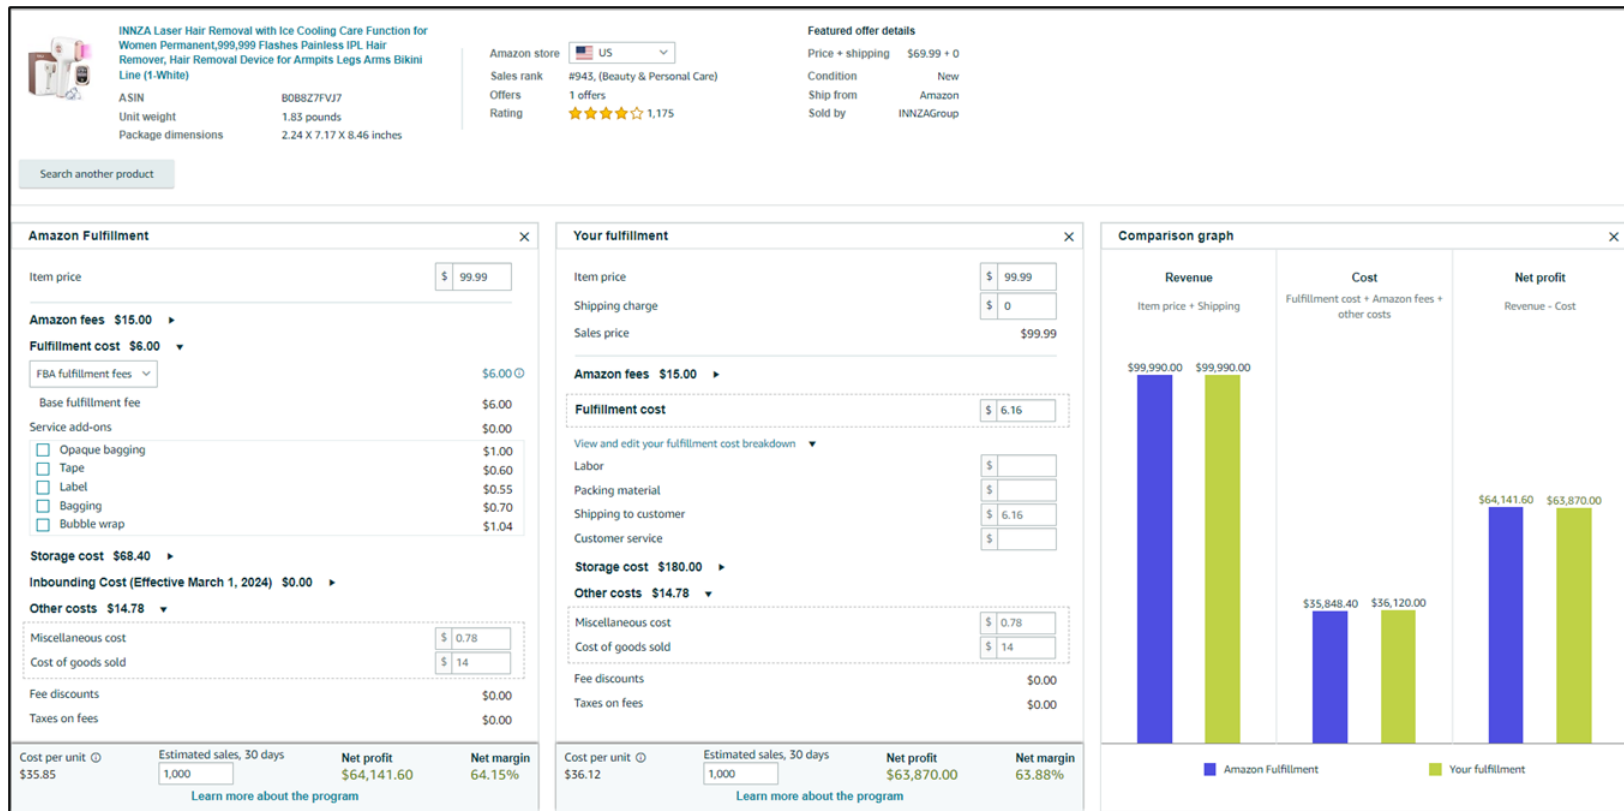 INNZA Laser Hair Removal with Ice Cooling Care Function for
Women Permanent,999,999 Flashes Painless IPL Hair
Remover, Hair Removal Device for Armpits Legs Arms Bikini
Line (1-White)
ASIN B0B8Z7FVJ7
Unit weight 1.83 pounds
Package dimensions 2.24 X 7.17 X 8.46 inches
Amazon store US
Sales rank #943, (Beauty & Personal Care)
Offers 1 offers
Rating 1,175
Featured offer details
Price + shipping $69.99 + 0
Condition New
Ship from Amazon
Sold by INNZAGroup
Search another product
Amazon Fulfillment
Item price $ 99.99
Amazon fees $15.00
Fulfillment cost $6.00
FBA fulfillment fees $6.00
Base fulfillment fee $6.00
Service add-ons $0.00
Opaque bagging $1.00
Tape $0.60
Label $0.55
Bagging $0.70
Bubble wrap $1.04
Storage cost $68.40
Inbounding Cost (Effective March 1, 2024) $0.00
Other costs $14.78
Miscellaneous cost $ 0.78
Cost of goods sold $ 14
Fee discounts $0.00
Taxes on fees $0.00
Cost per unit Estimated sales, 30 days Net profit Net margin
$35.85 1,000 $64,141.60 64.15%
Learn more about the program
Your fulfillment
Item price $ 99.99
Shipping charge $ 0
Sales price $99.99
Amazon fees $15.00
Fulfillment cost $ 6.16
View and edit your fulfillment cost breakdown
Labor $
Packing material $
Shipping to customer $ 6.16
Customer service $
Storage cost $180.00
Other costs $14.78
Miscellaneous cost $ 0.78
Cost of goods sold $ 14
Fee discounts $0.00
Taxes on fees $0.00
Cost per unit Estimated sales, 30 days Net profit Net margin
$36.12 1,000 $63,870.00 63.88%
Learn more about the program
Comparison graph
Revenue
Item price + Shipping
$99,990.00 $99,990.00
Cost
Fulfillment cost + Amazon fees +
other costs
$35,848.40 $36,120.00
Net profit
Revenue - Cost
$64,141.60 $63,870.00
Amazon Fulfillment Your fulfillment